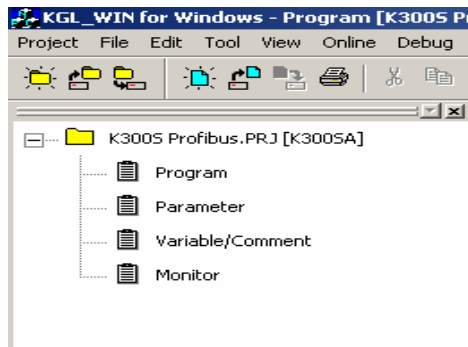 KGL_WIN for Windows - Program [K300S P
Project File Edit Tool View Online Debug
K300S Profibus.PRJ [K300SA]
Program
Parameter
Variable/Comment
Monitor